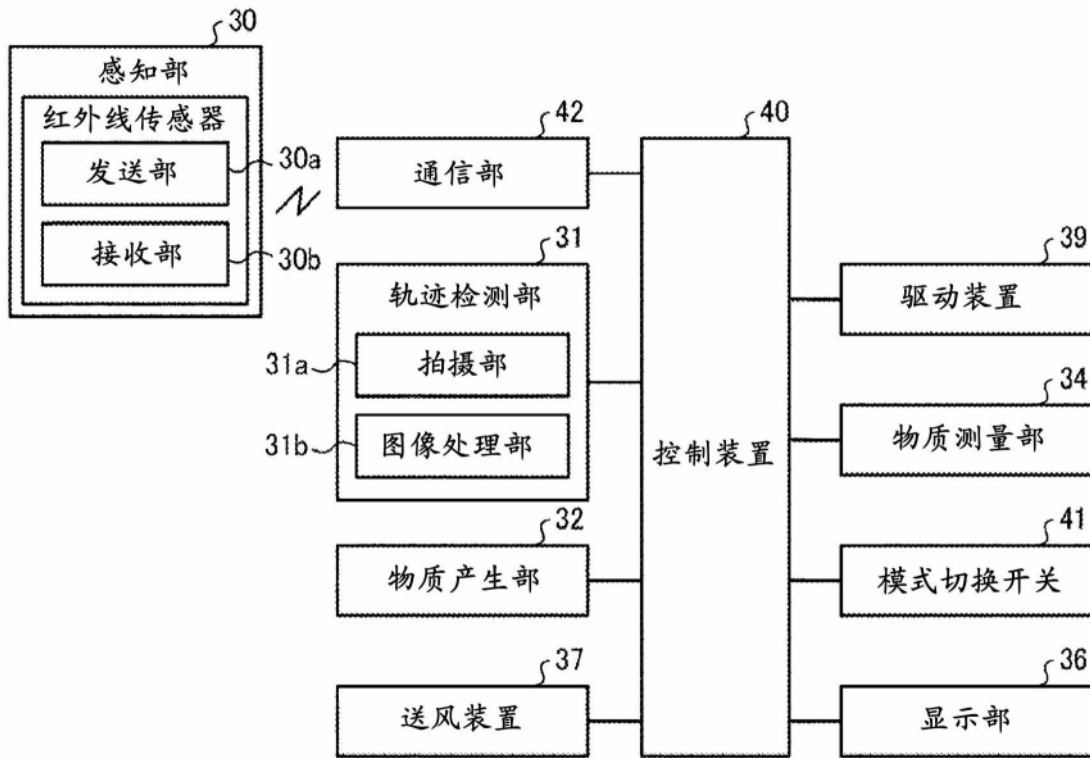 30
感知部
红外线传感器
发送部
30a
接收部
30b
42
通信部
31
轨迹检测部
31a
拍摄部
31b
图像处理部
32
物质产生部
37
送风装置
40
控制装置
39
驱动装置
34
物质测量部
41
模式切换开关
36
显示部